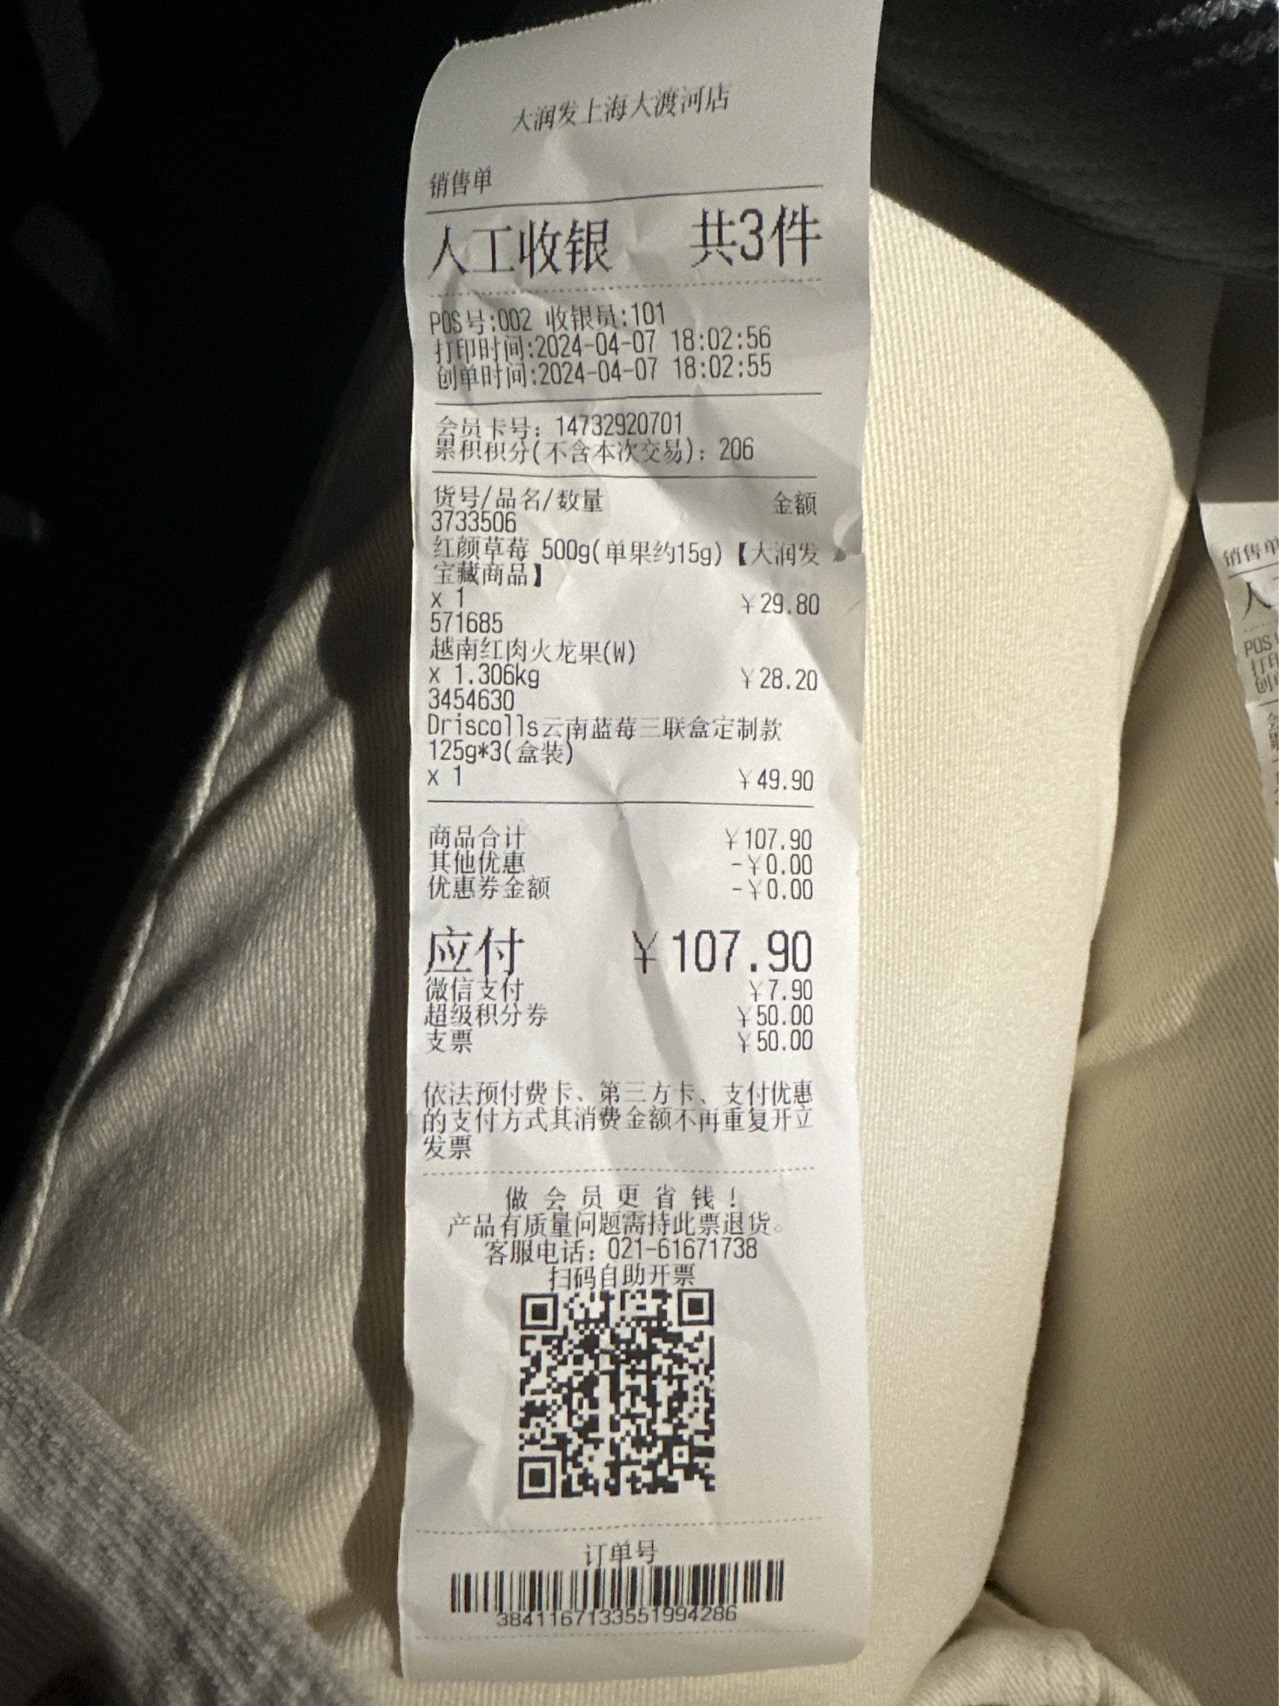 大润发上海大渡河店
销售单
人工收银 共3件
POS号:002 收银员:101
打印时间:2024-04-07 18:02:56
创单时间:2024-04-07 18:02:55
会员卡号: 14732920701
累积积分(不含本次交易): 206
货号/品名/数量 金额
3733506
红颜草莓 500g(单果约15g)【大润发
宝藏商品】
x 1 ￥29.80
571685
越南红肉火龙果(W)
x 1.306kg ￥28.20
3454630
Driscolls云南蓝莓三联盒定制款
125g*3(盒装)
x 1 ￥49.90
商品合计 ￥107.90
其他优惠 -￥0.00
优惠券金额 -￥0.00
应付 ￥107.90
微信支付 ￥7.90
超级积分券 ￥50.00
支票 ￥50.00
依法预付费卡、第三方卡、支付优惠
的支付方式其消费金额不再重复开立
发票
做会员更省钱!
产品有质量问题需持此票退货。
客服电话: 021-61671738
扫码自助开票
订单号
3841167133551994286
销售单
人
POS
打印
创单